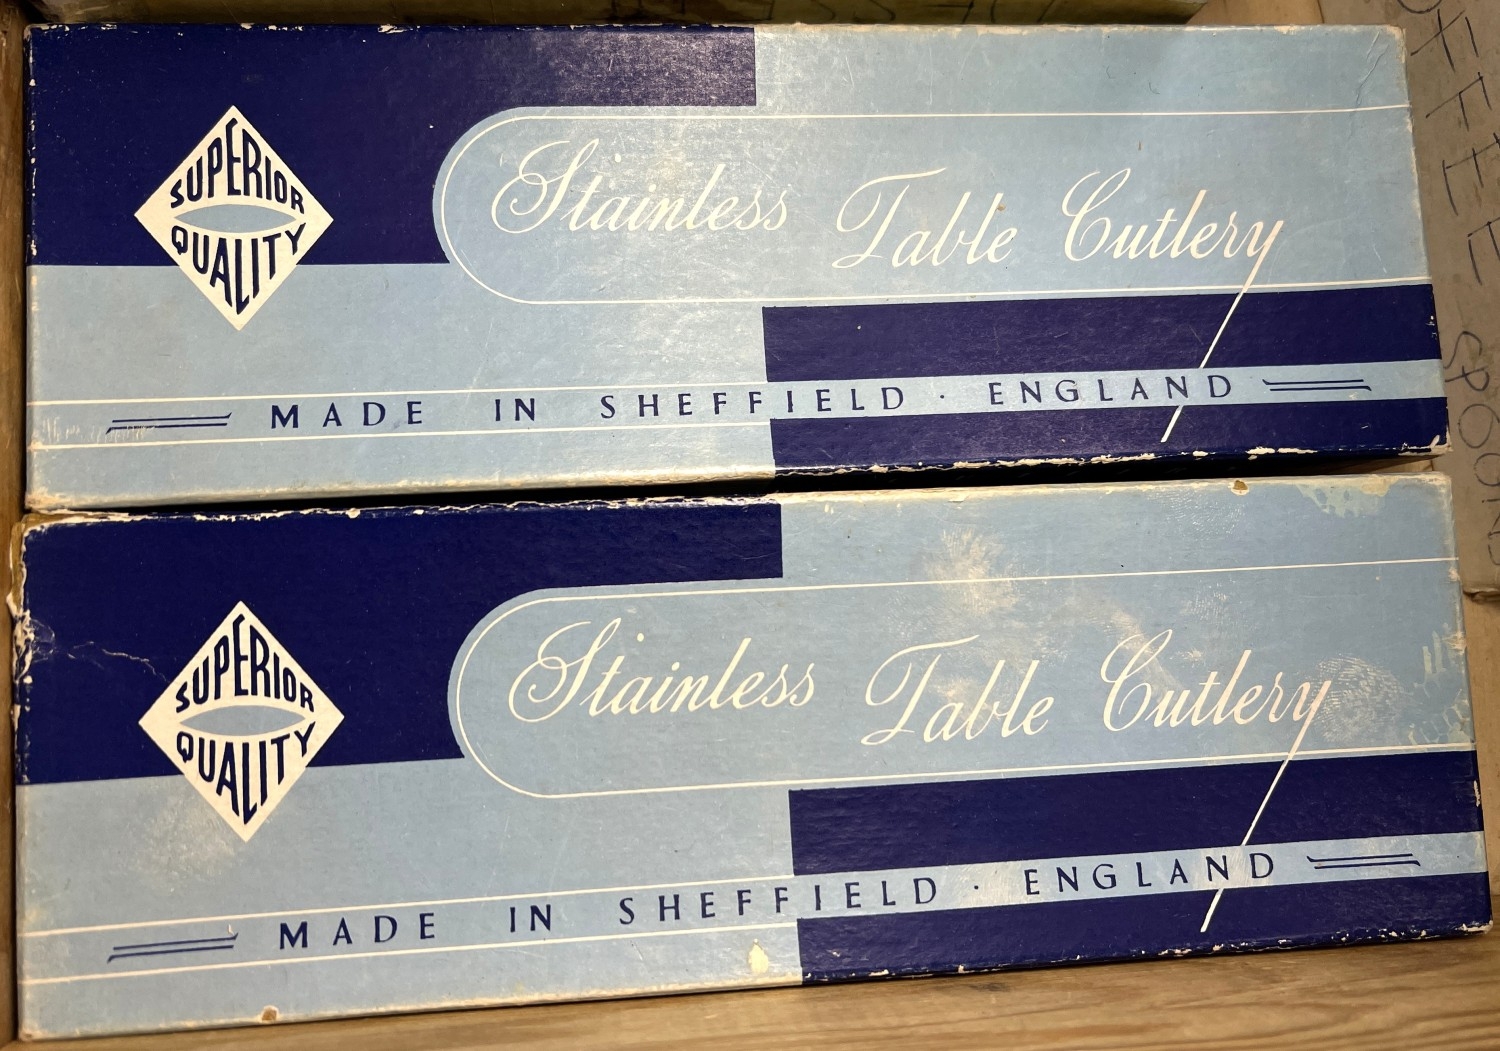 SUPERIOR
QUALITY
Stainless Table Cutlery
MADE IN SHEFFIELD · ENGLAND
SUPERIOR
QUALITY
Stainless Table Cutlery
MADE IN SHEFFIELD · ENGLAND